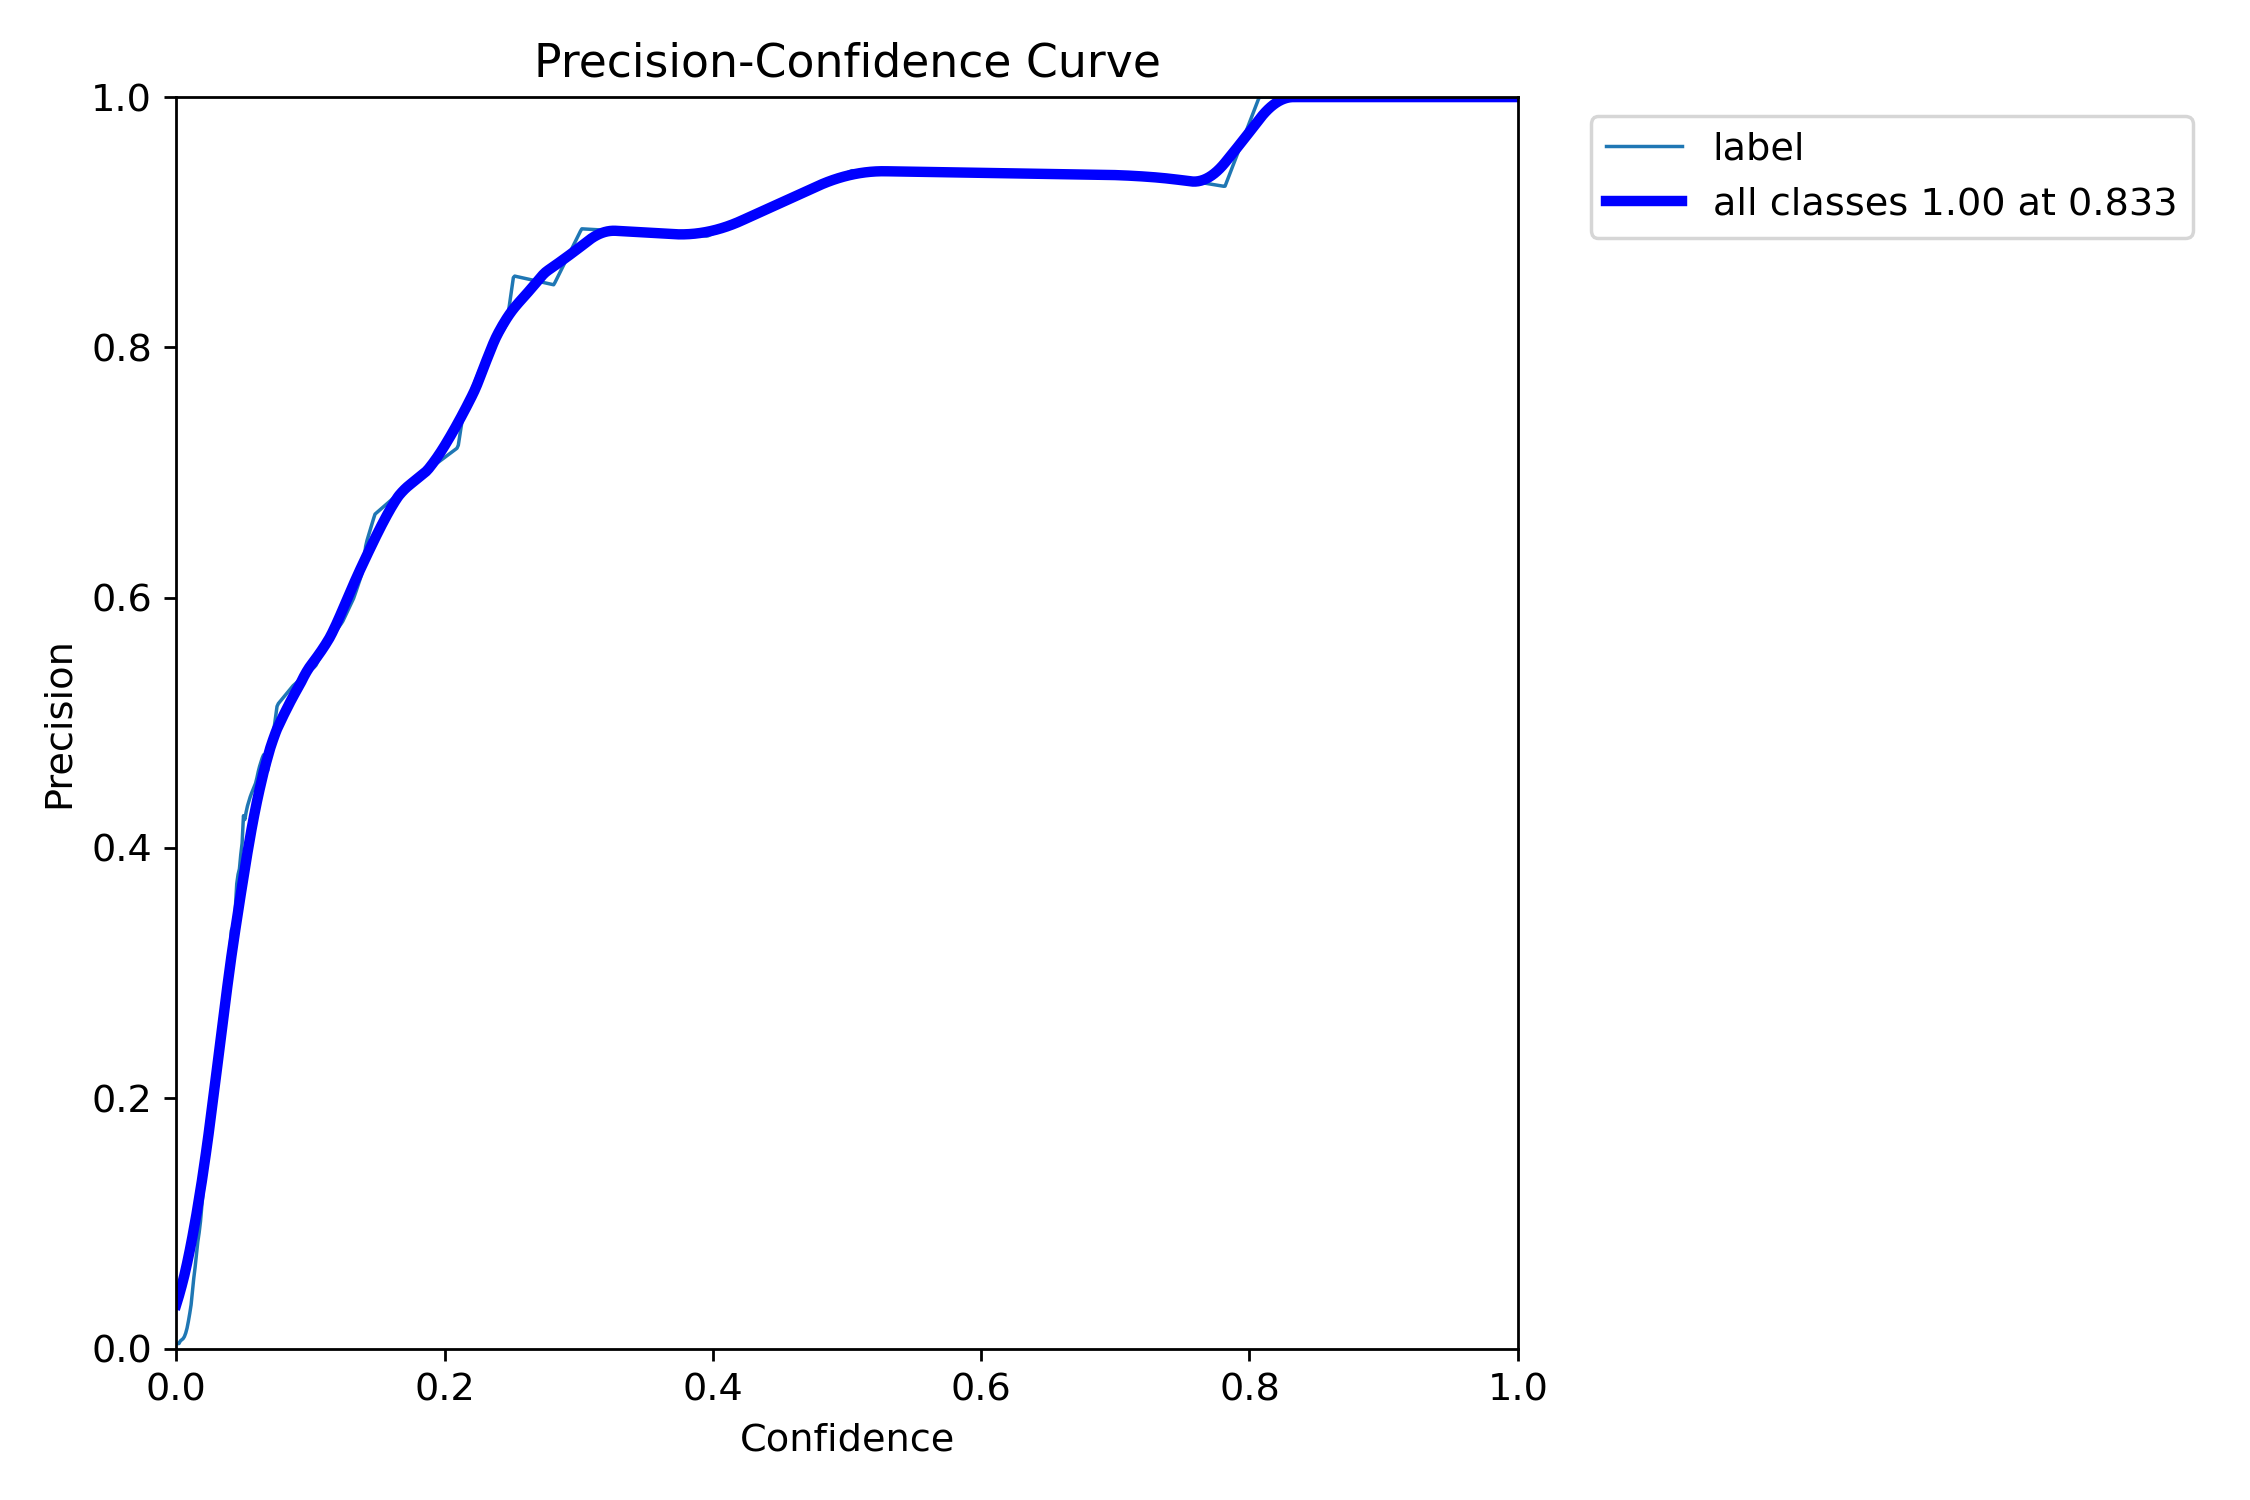 Precision-Confidence Curve
1.0
0.8
0.6
0.4
0.2
0.0
Precision
0.0 0.2 0.4 0.6 0.8 1.0
Confidence
label
all classes 1.00 at 0.833